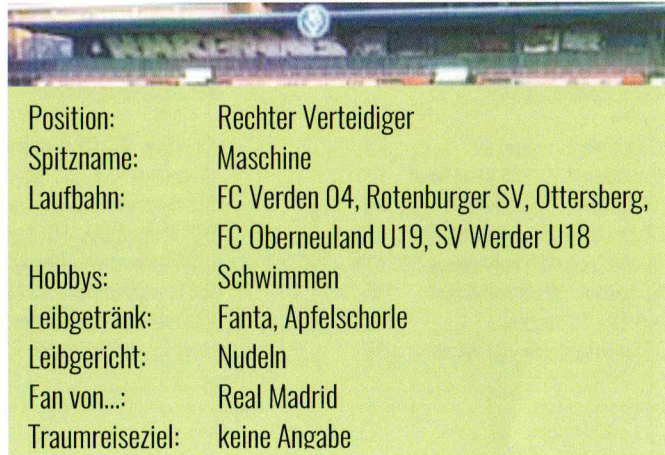 Position: Rechter Verteidiger
Spitzname: Maschine
Laufbahn: FC Verden 04, Rotenburger SV, Ottersberg,
FC Oberneuland U19, SV Werder U18
Hobbys: Schwimmen
Leibgetränk: Fanta, Apfelschorle
Leibgericht: Nudeln
Fan von...: Real Madrid
Traumreiseziel: keine Angabe